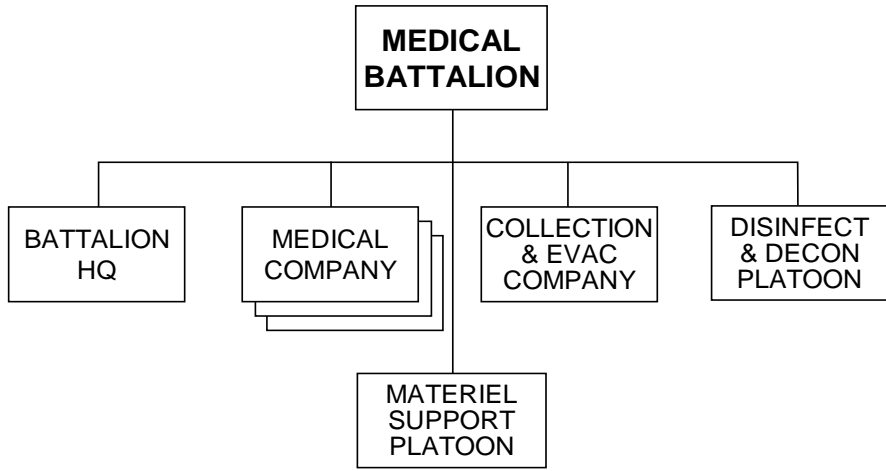 MEDICAL
BATTALION
BATTALION
HQ
MEDICAL
COMPANY
COLLECTION
& EVAC
COMPANY
DISINFECT
& DECON
PLATOON
MATERIEL
SUPPORT
PLATOON